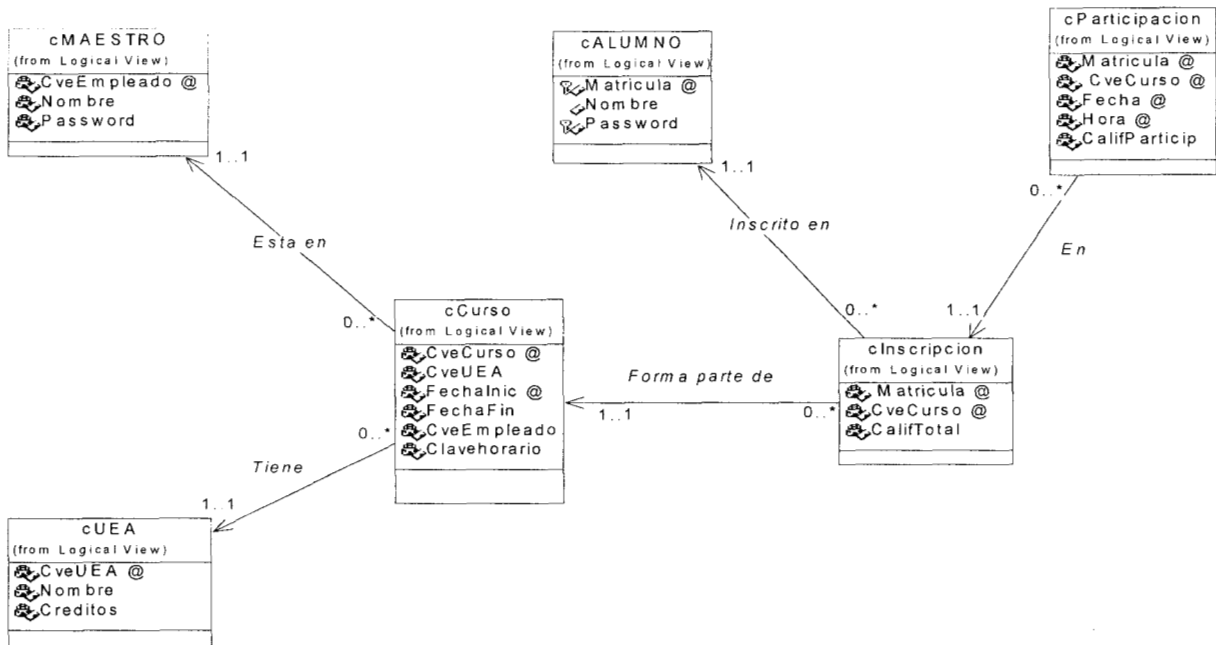 cMAESTRO
(from Logical View)
CveEmpleado @
Nombre
Password
cALUMNO
(from Logical View)
Matricula @
Nombre
Password
cParticipacion
(from Logical View)
Matricula @
CveCurso @
Fecha @
Hora @
CalifParticip
1..1
1..1
0..*
Esta en
Inscrito en
En
0..*
0..*
1..1
cCurso
(from Logical View)
CveCurso @
CveUEA
FechaInic @
FechaFin
CveEmpleado
Clavehorario
Forma parte de
1..1
0..*
cInscripcion
(from Logical View)
Matricula @
CveCurso @
CalifTotal
0..*
Tiene
1..1
cUEA
(from Logical View)
CveUEA @
Nombre
Creditos